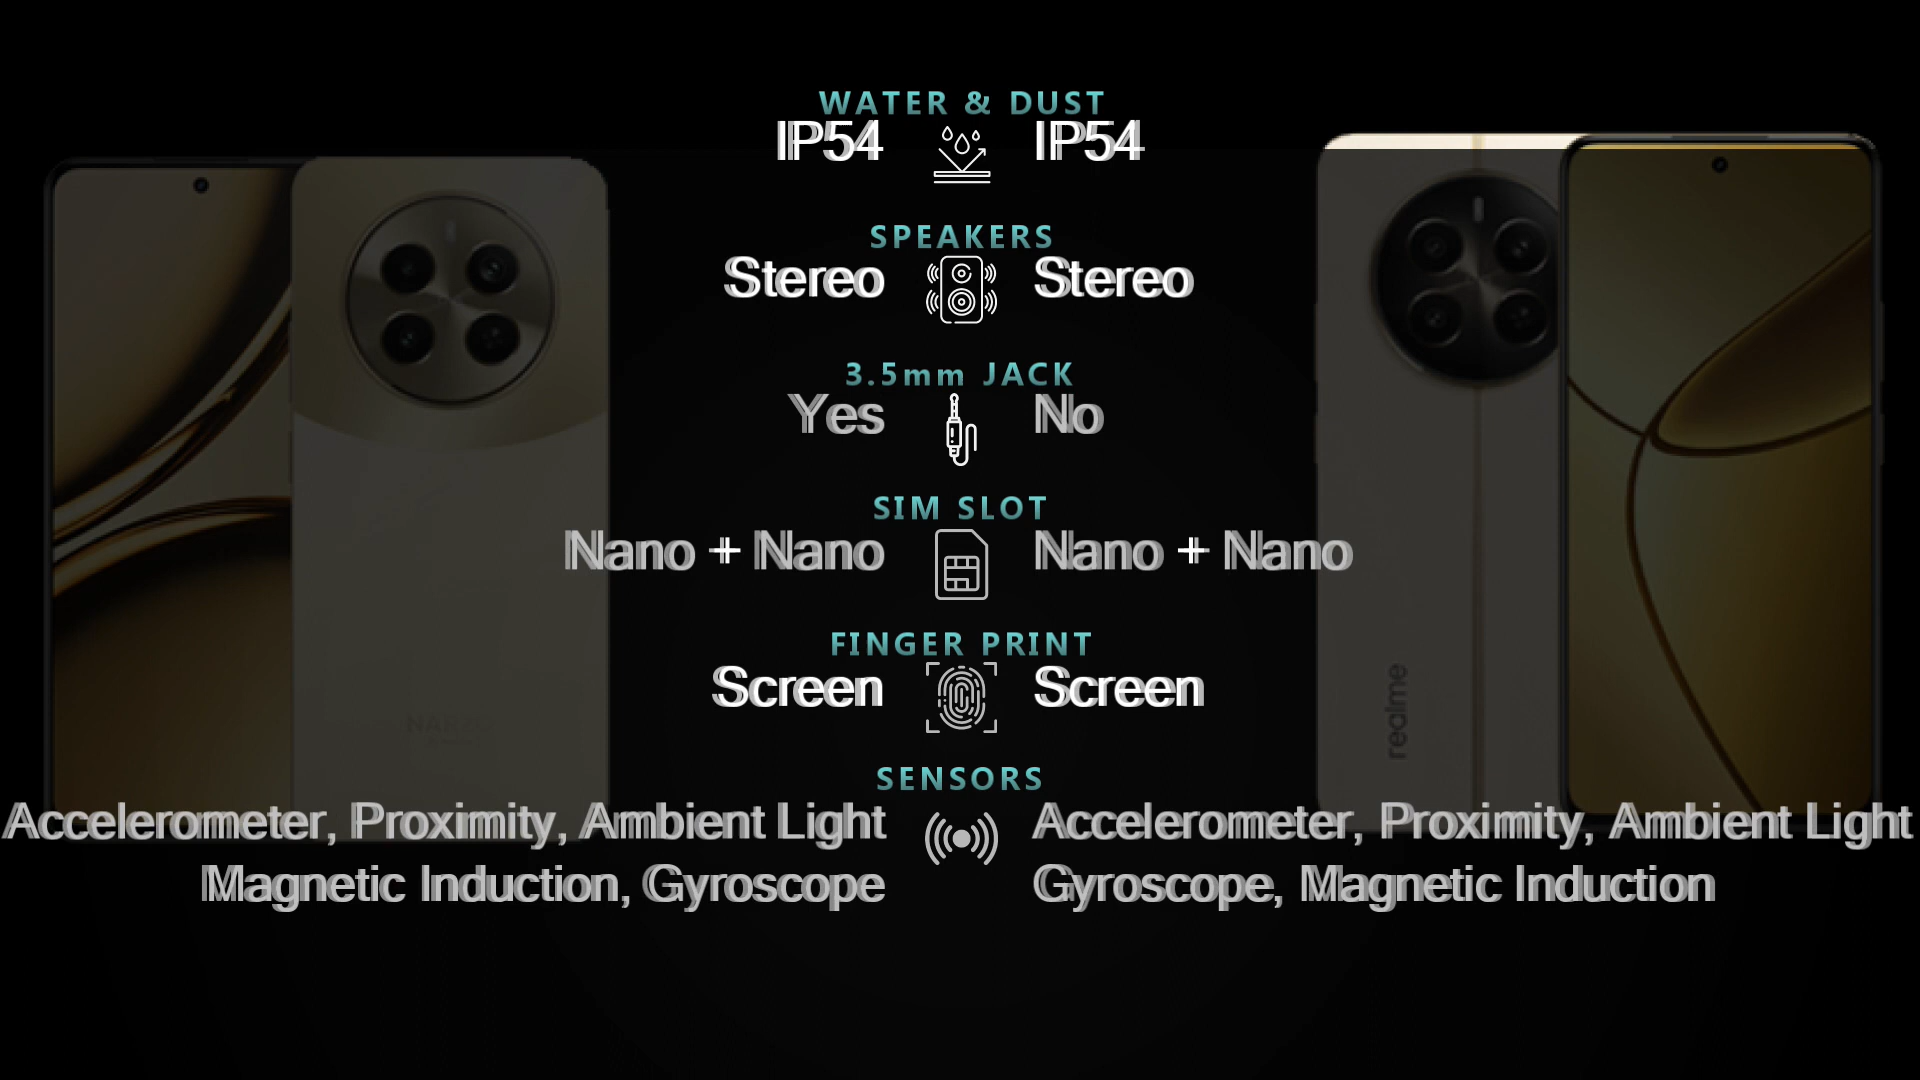 WATER & DUST
IP54 IP54
SPEAKERS
Stereo Stereo
3.5mm JACK
Yes No
SIM SLOT
Nano + Nano Nano + Nano
FINGER PRINT
Screen Screen
SENSORS
Accelerometer, Proximity, Ambient Light Accelerometer, Proximity, Ambient Light
Magnetic Induction, Gyroscope Gyroscope, Magnetic Induction
realme
NARZO